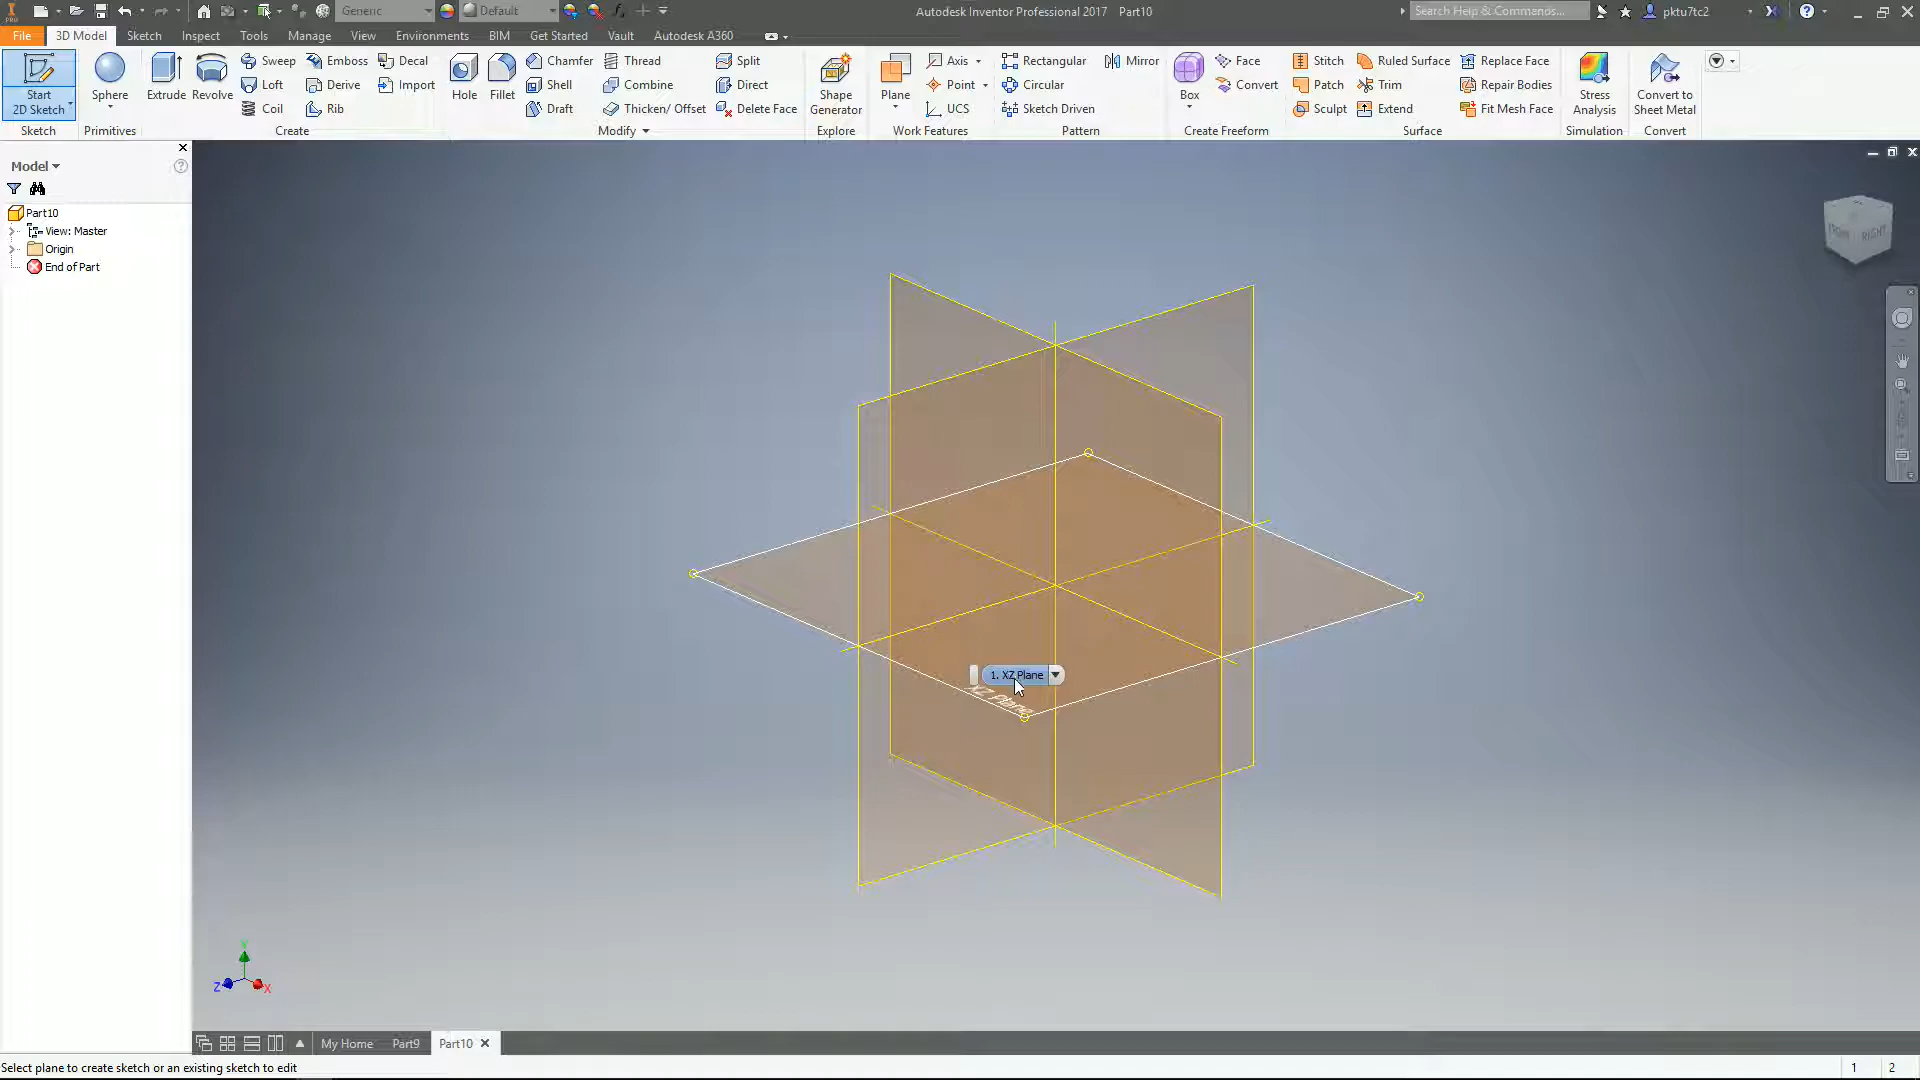 Generic
Default
Autodesk Inventor Professional 2017 Part10
Search Help & Commands...
pktu7tc2
File
3D Model
Sketch
Inspect
Tools
Manage
View
Environments
BIM
Get Started
Vault
Autodesk A360
Start
2D Sketch
Sketch
Sphere
Primitives
Extrude
Revolve
Sweep
Loft
Coil
Emboss
Derive
Rib
Decal
Import
Create
Hole
Fillet
Chamfer
Shell
Draft
Thread
Combine
Thicken/ Offset
Split
Direct
Delete Face
Modify
Shape
Generator
Explore
Plane
Axis
Point
UCS
Work Features
Rectangular
Circular
Sketch Driven
Mirror
Pattern
Box
Face
Convert
Create Freeform
Stitch
Patch
Sculpt
Ruled Surface
Trim
Extend
Replace Face
Repair Bodies
Fit Mesh Face
Surface
Stress
Analysis
Simulation
Convert to
Sheet Metal
Convert
Model
Part10
View: Master
Origin
End of Part
FRONT
RIGHT
1. XZ Plane
XZ Plane
Y
Z
X
My Home
Part9
Part10
Select plane to create sketch or an existing sketch to edit
1
2